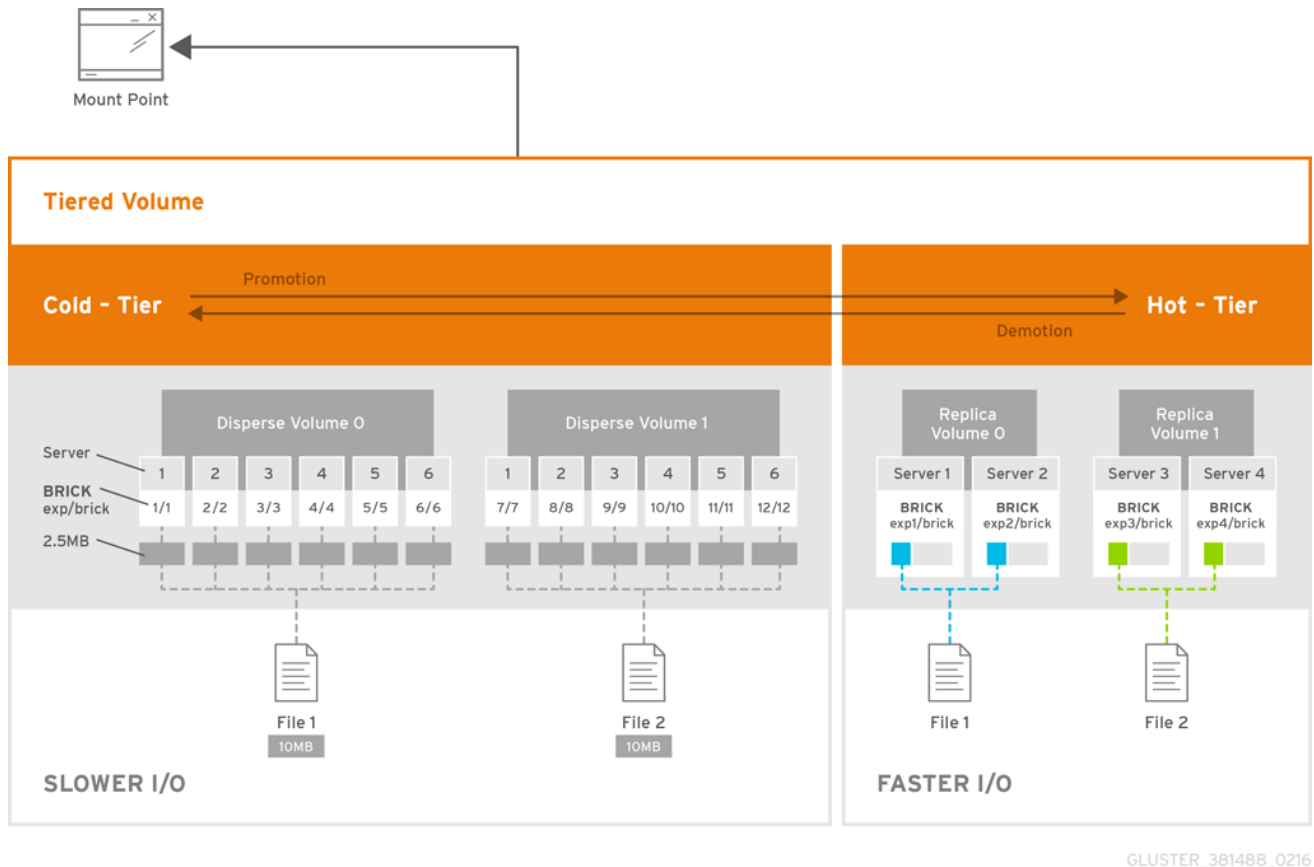 Mount Point
Tiered Volume
Promotion
Cold - Tier
Hot - Tier
Demotion
Disperse Volume 0
Disperse Volume 1
Replica
Volume 0
Replica
Volume 1
Server
1 2 3 4 5 6
1 2 3 4 5 6
Server 1 Server 2
Server 3 Server 4
BRICK
exp/brick
1/1 2/2 3/3 4/4 5/5 6/6
7/7 8/8 9/9 10/10 11/11 12/12
BRICK
exp1/brick
BRICK
exp2/brick
BRICK
exp3/brick
BRICK
exp4/brick
2.5MB
File 1
10MB
File 2
10MB
File 1
File 2
SLOWER I/O
FASTER I/O
GLUSTER_381488_0216